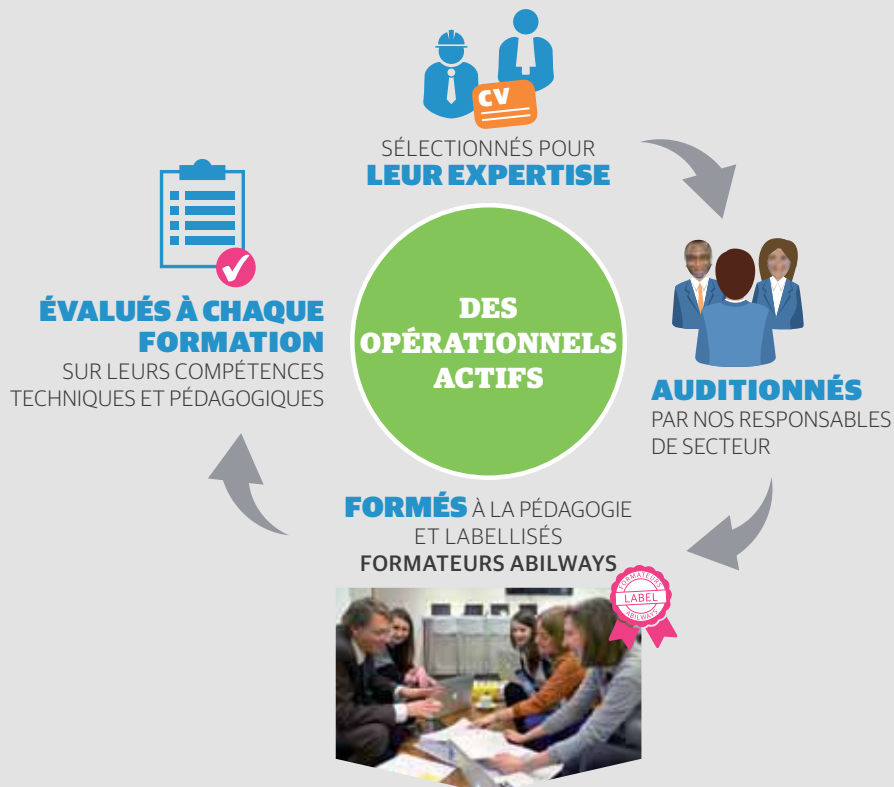 CV
SÉLECTIONNÉS POUR
LEUR EXPERTISE
AUDITIONNÉS
PAR NOS RESPONSABLES
DE SECTEUR
FORMÉS À LA PÉDAGOGIE
ET LABELLISÉS
FORMATEURS ABILWAYS
FORMATEURS
LABEL
ABILWAYS
ÉVALUÉS À CHAQUE
FORMATION
SUR LEURS COMPÉTENCES
TECHNIQUES ET PÉDAGOGIQUES
DES
OPÉRATIONNELS
ACTIFS